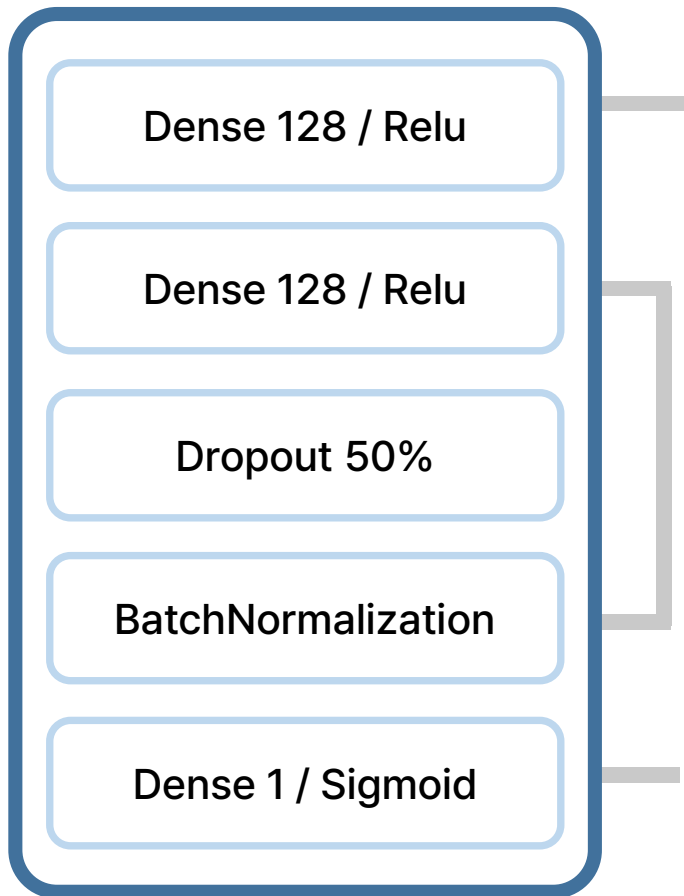 Dense 128 / Relu
Dense 128 / Relu
Dropout 50%
BatchNormalization
Dense 1 / Sigmoid